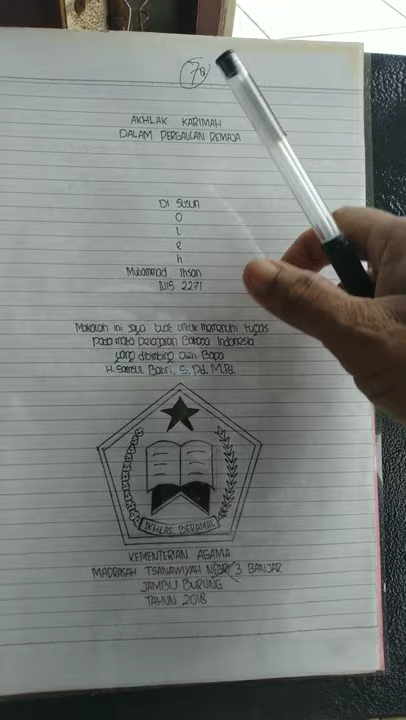 78
AKHLAK KARIMAH
DALAM PERGAULAN REMAJA
Di Susun
O
L
E
h
Muhammad Ihsan
NIS 2271
Makalah ini saya buat untuk memenuhi tugas
pada mata pelajaran Bahasa Indonesia
yang dibimbing oleh Bapa
H. Samsul Bahri, S. Pd, M.Pd.
IKHLAS BERAMAL
KEMENTERIAN AGAMA
MADRASAH TSANAWIYAH NEGRI 3 BANJAR
JAMBU BURUNG
TAHUN 2018